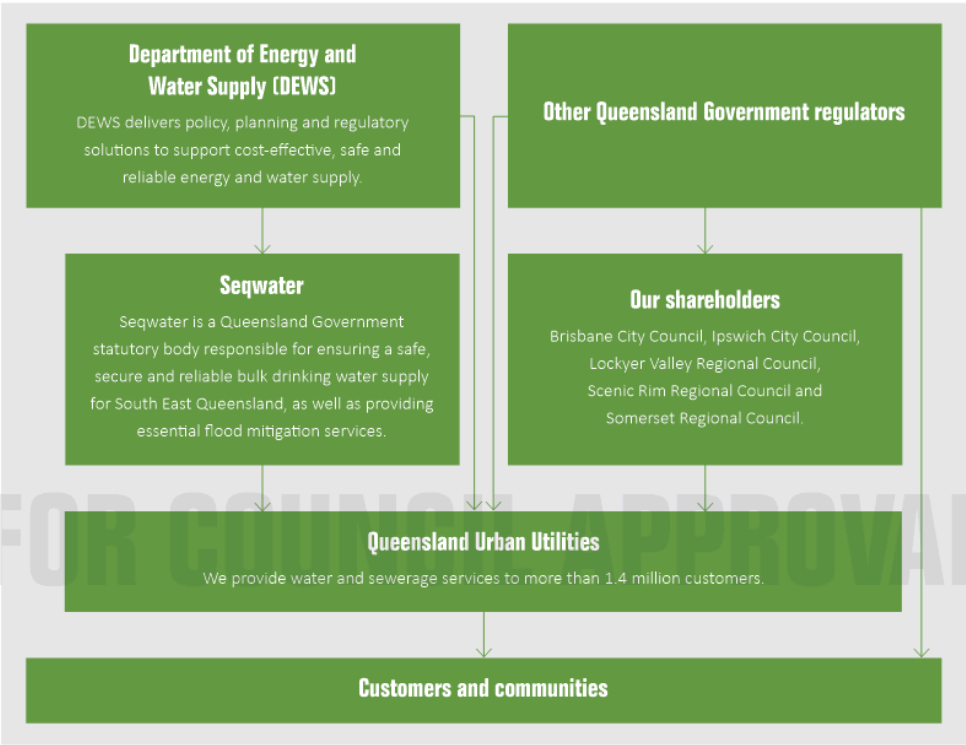 Department of Energy and
Water Supply (DEWS)
DEWS delivers policy, planning and regulatory
solutions to support cost-effective, safe and
reliable energy and water supply.
Other Queensland Government regulators
Seqwater
Seqwater is a Queensland Government
statutory body responsible for ensuring a safe,
secure and reliable bulk drinking water supply
for South East Queensland, as well as providing
essential flood mitigation services.
Our shareholders
Brisbane City Council, Ipswich City Council,
Lockyer Valley Regional Council,
Scenic Rim Regional Council and
Somerset Regional Council.
FOR COUNCIL APPROVAL
Queensland Urban Utilities
We provide water and sewerage services to more than 1.4 million customers.
Customers and communities